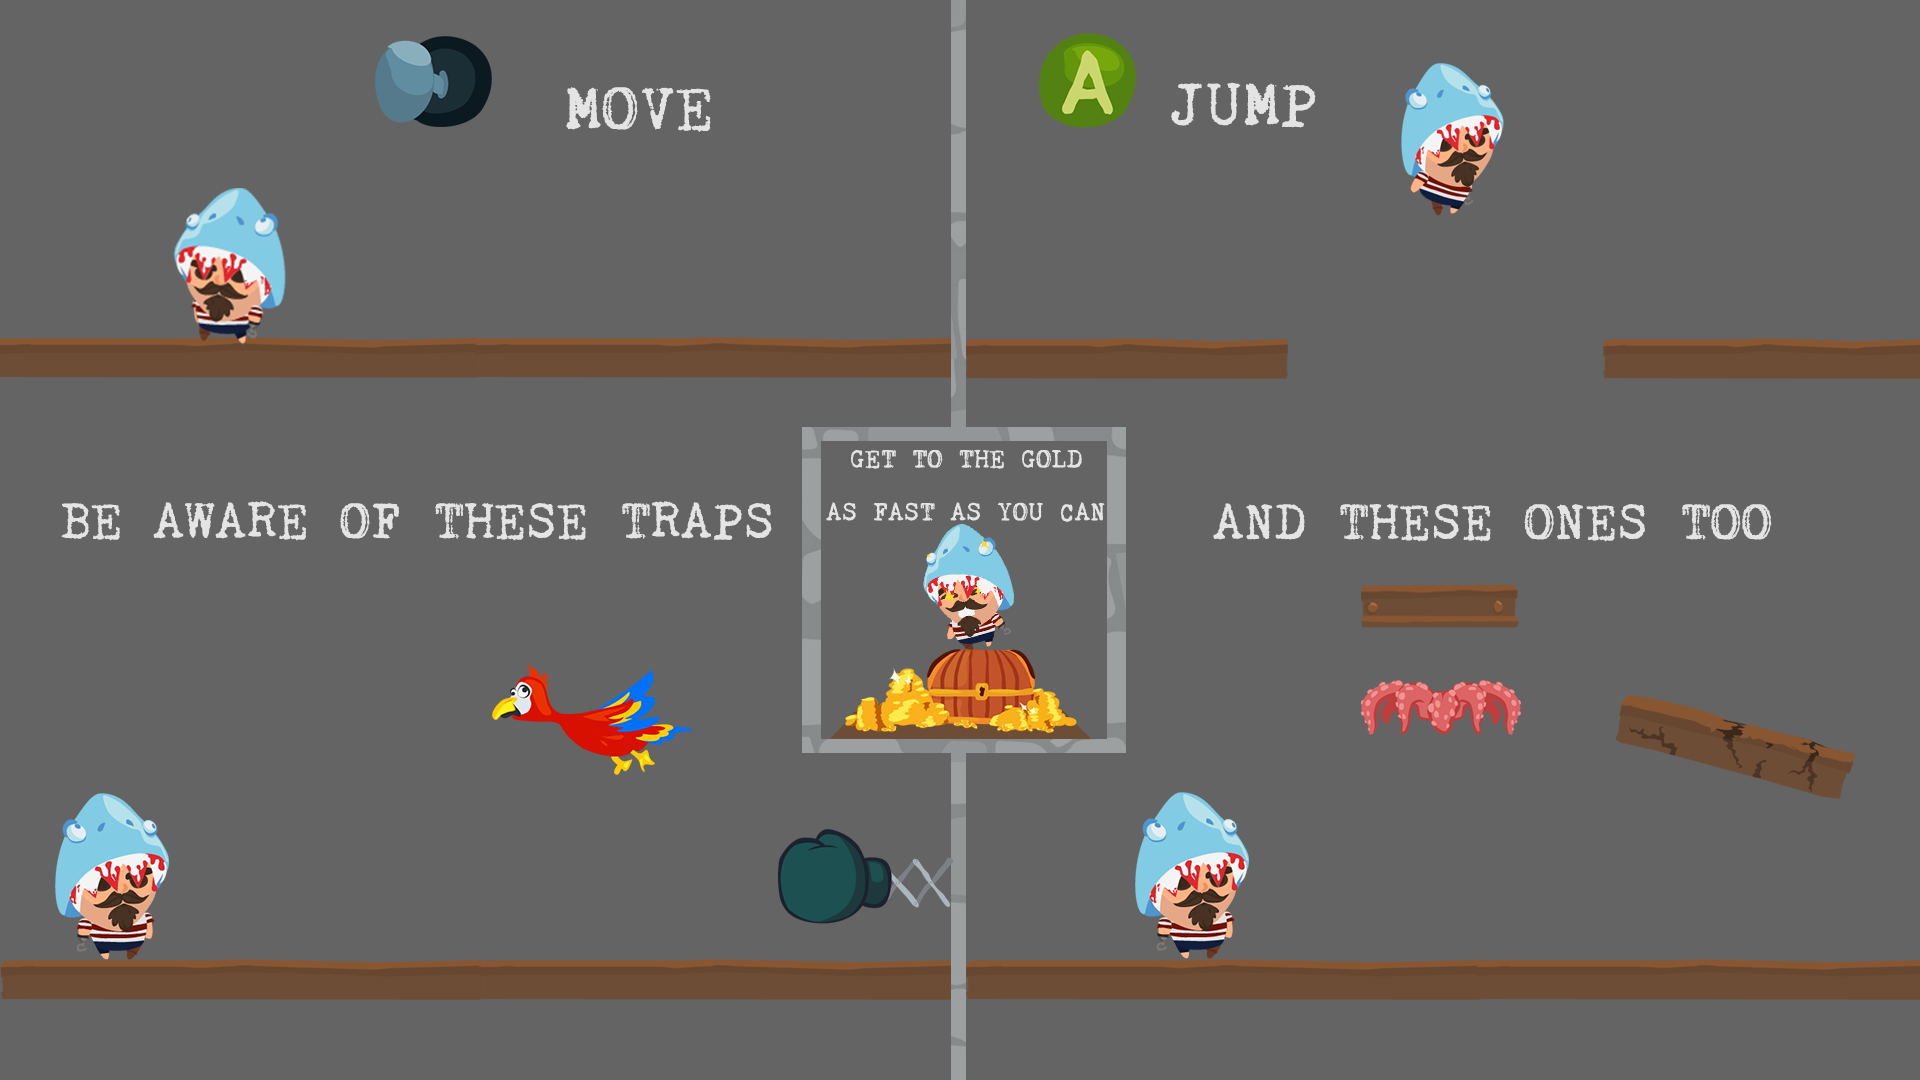 MOVE
A
JUMP
BE AWARE OF THESE TRAPS
GET TO THE GOLD
AS FAST AS YOU CAN
AND THESE ONES TOO